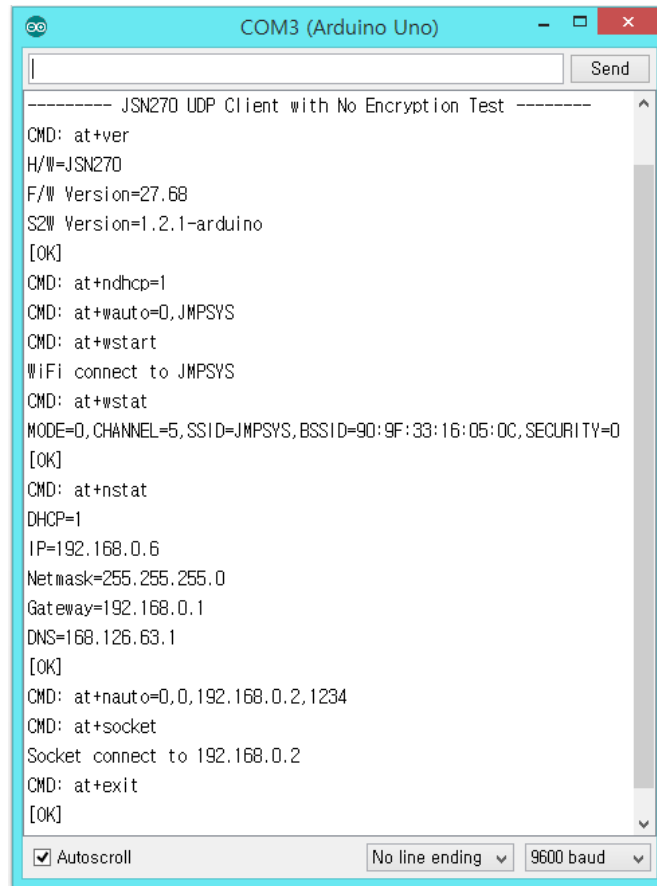 COM3 (Arduino Uno)
Send
--------- JSN270 UDP Client with No Encryption Test --------
CMD: at+ver
H/W=JSN270
F/W Version=27.68
S2W Version=1.2.1-arduino
[OK]
CMD: at+ndhcp=1
CMD: at+wauto=0,JMPSYS
CMD: at+wstart
WiFi connect to JMPSYS
CMD: at+wstat
MODE=0,CHANNEL=5,SSID=JMPSYS,BSSID=90:9F:33:16:05:0C,SECURITY=0
[OK]
CMD: at+nstat
DHCP=1
IP=192.168.0.6
Netmask=255.255.255.0
Gateway=192.168.0.1
DNS=168.126.63.1
[OK]
CMD: at+nauto=0,0,192.168.0.2,1234
CMD: at+socket
Socket connect to 192.168.0.2
CMD: at+exit
[OK]
Autoscroll
No line ending
9600 baud